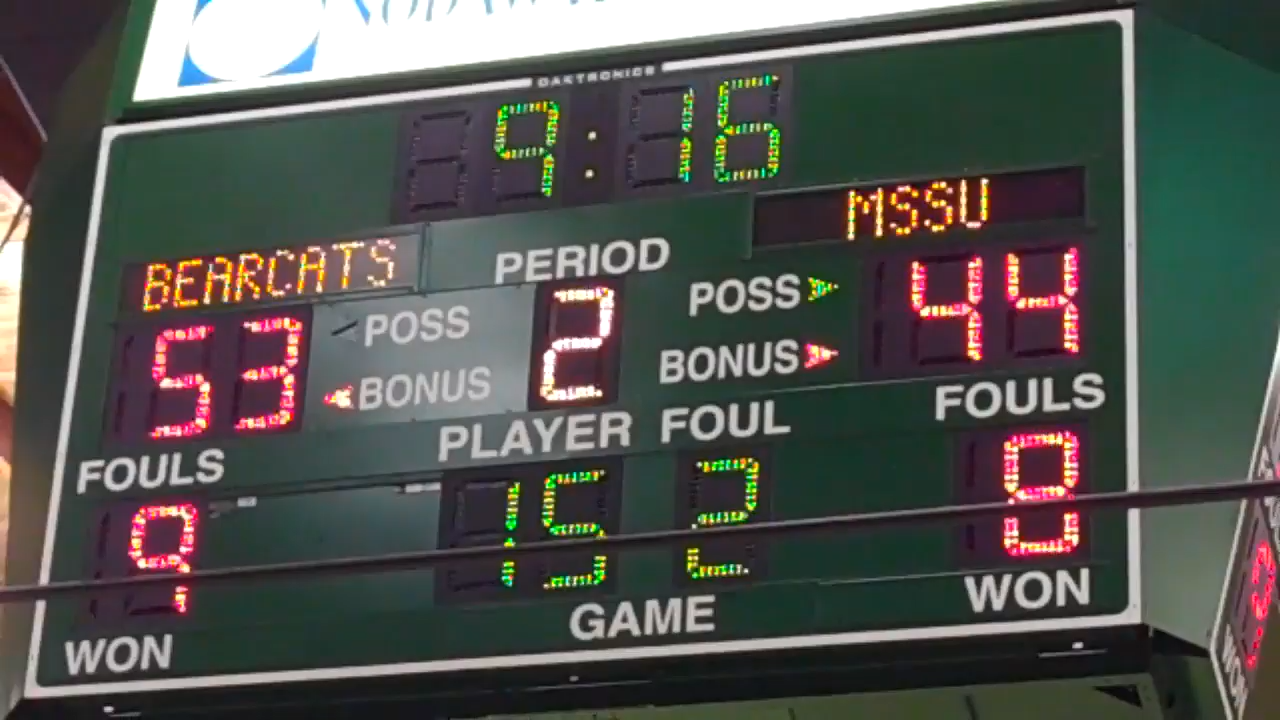 DAKTRONICS
9:16
MSSU
BEARCATS
PERIOD
53
POSS
2
POSS
44
BONUS
BONUS
FOULS
PLAYER FOUL
FOULS
9
15
2
8
WON
GAME
WON